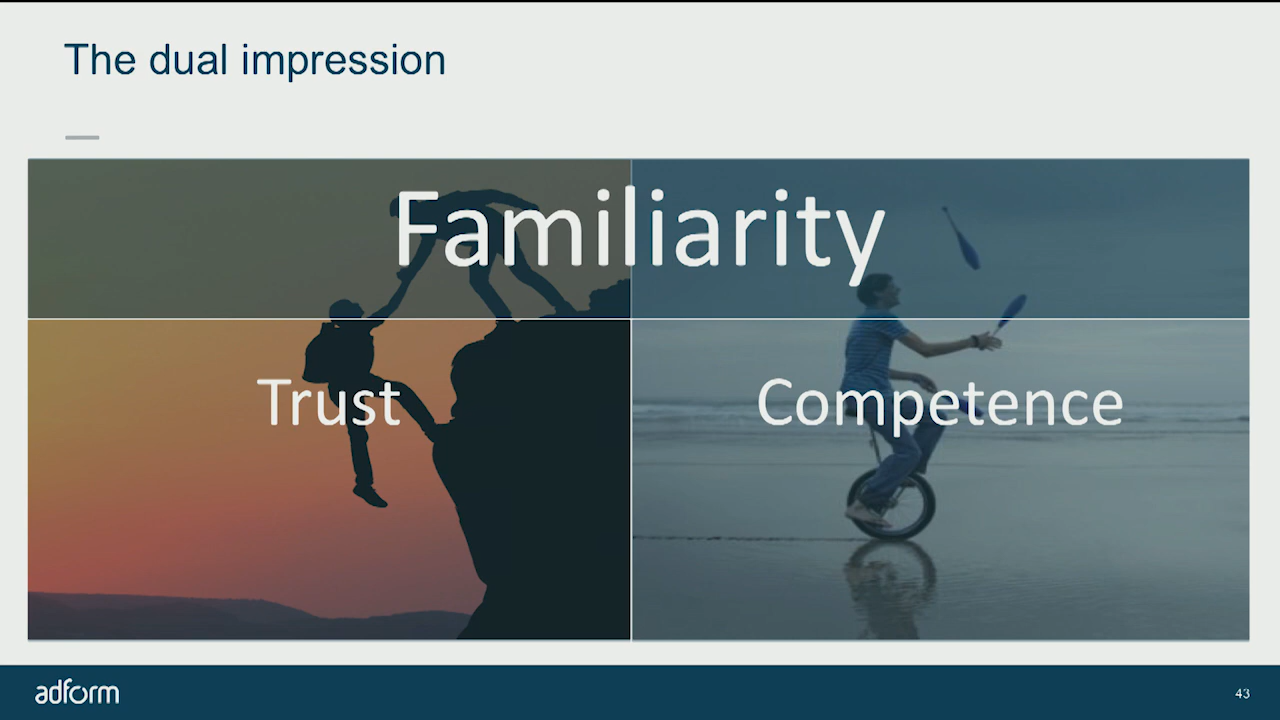 The dual impression
Familiarity
Trust
Competence
adform
43